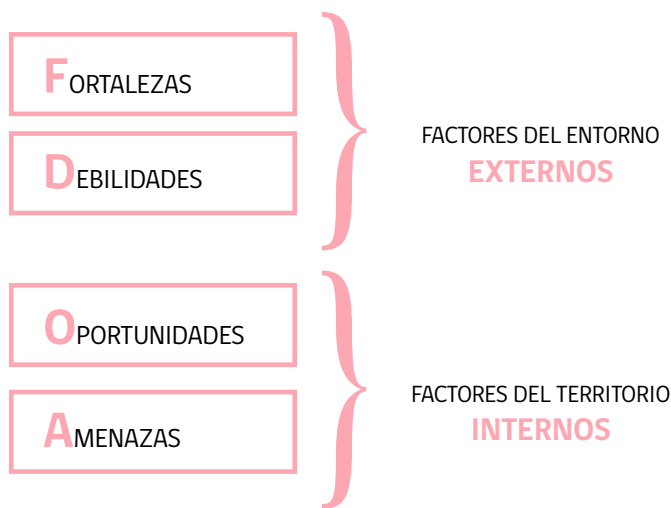 FORTALEZAS
DEBILIDADES
FACTORES DEL ENTORNO
EXTERNOS
OPORTUNIDADES
AMENAZAS
FACTORES DEL TERRITORIO
INTERNOS